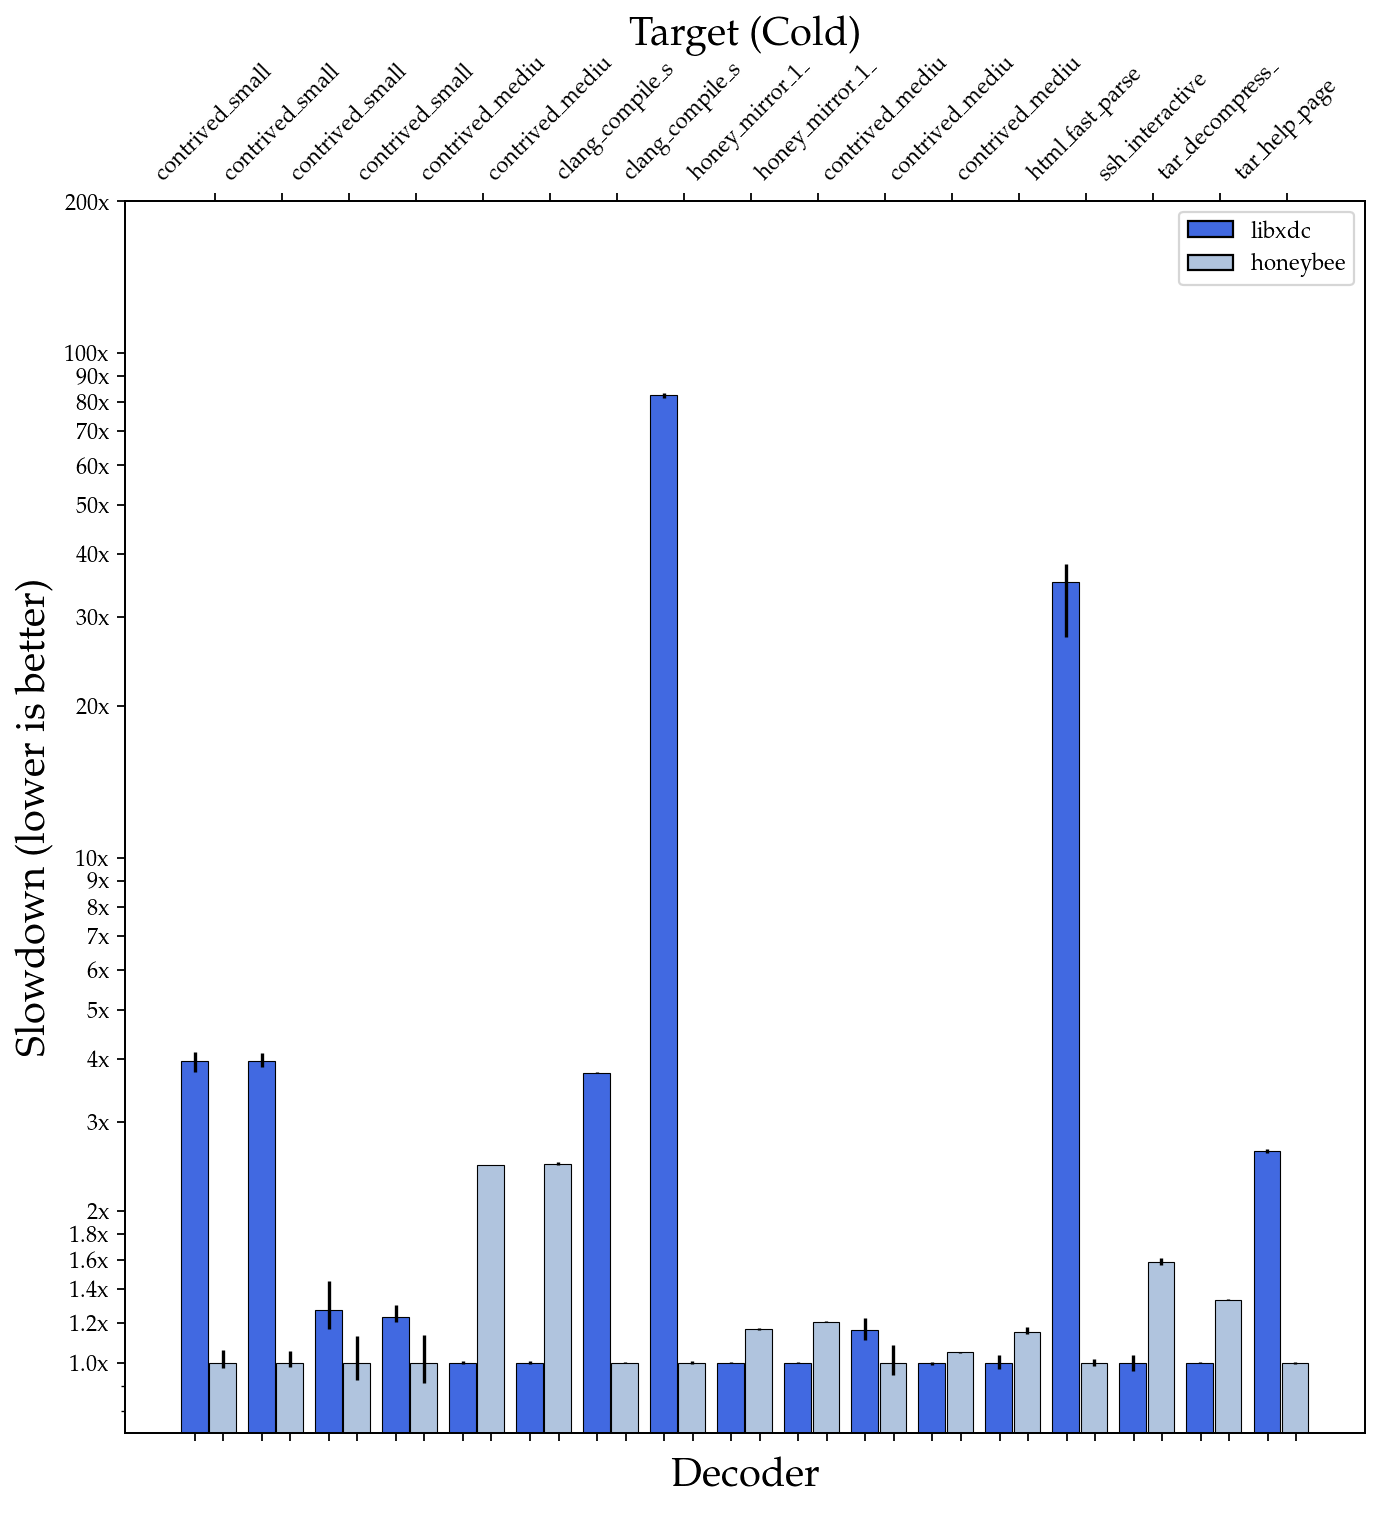 Target (Cold)
contrived_small
contrived_small
contrived_small
contrived_small
contrived_mediu
contrived_mediu
clang_compile_s
clang_compile_s
honey_mirror_1_
honey_mirror_1_
contrived_mediu
contrived_mediu
contrived_mediu
html_fast_parse
ssh_interactive
tar_decompress_
tar_help_page
200x
100x
90x
80x
70x
60x
50x
40x
30x
20x
10x
9x
8x
7x
6x
5x
4x
3x
2x
1.8x
1.6x
1.4x
1.2x
1.0x
Slowdown (lower is better)
libxdc
honeybee
Decoder